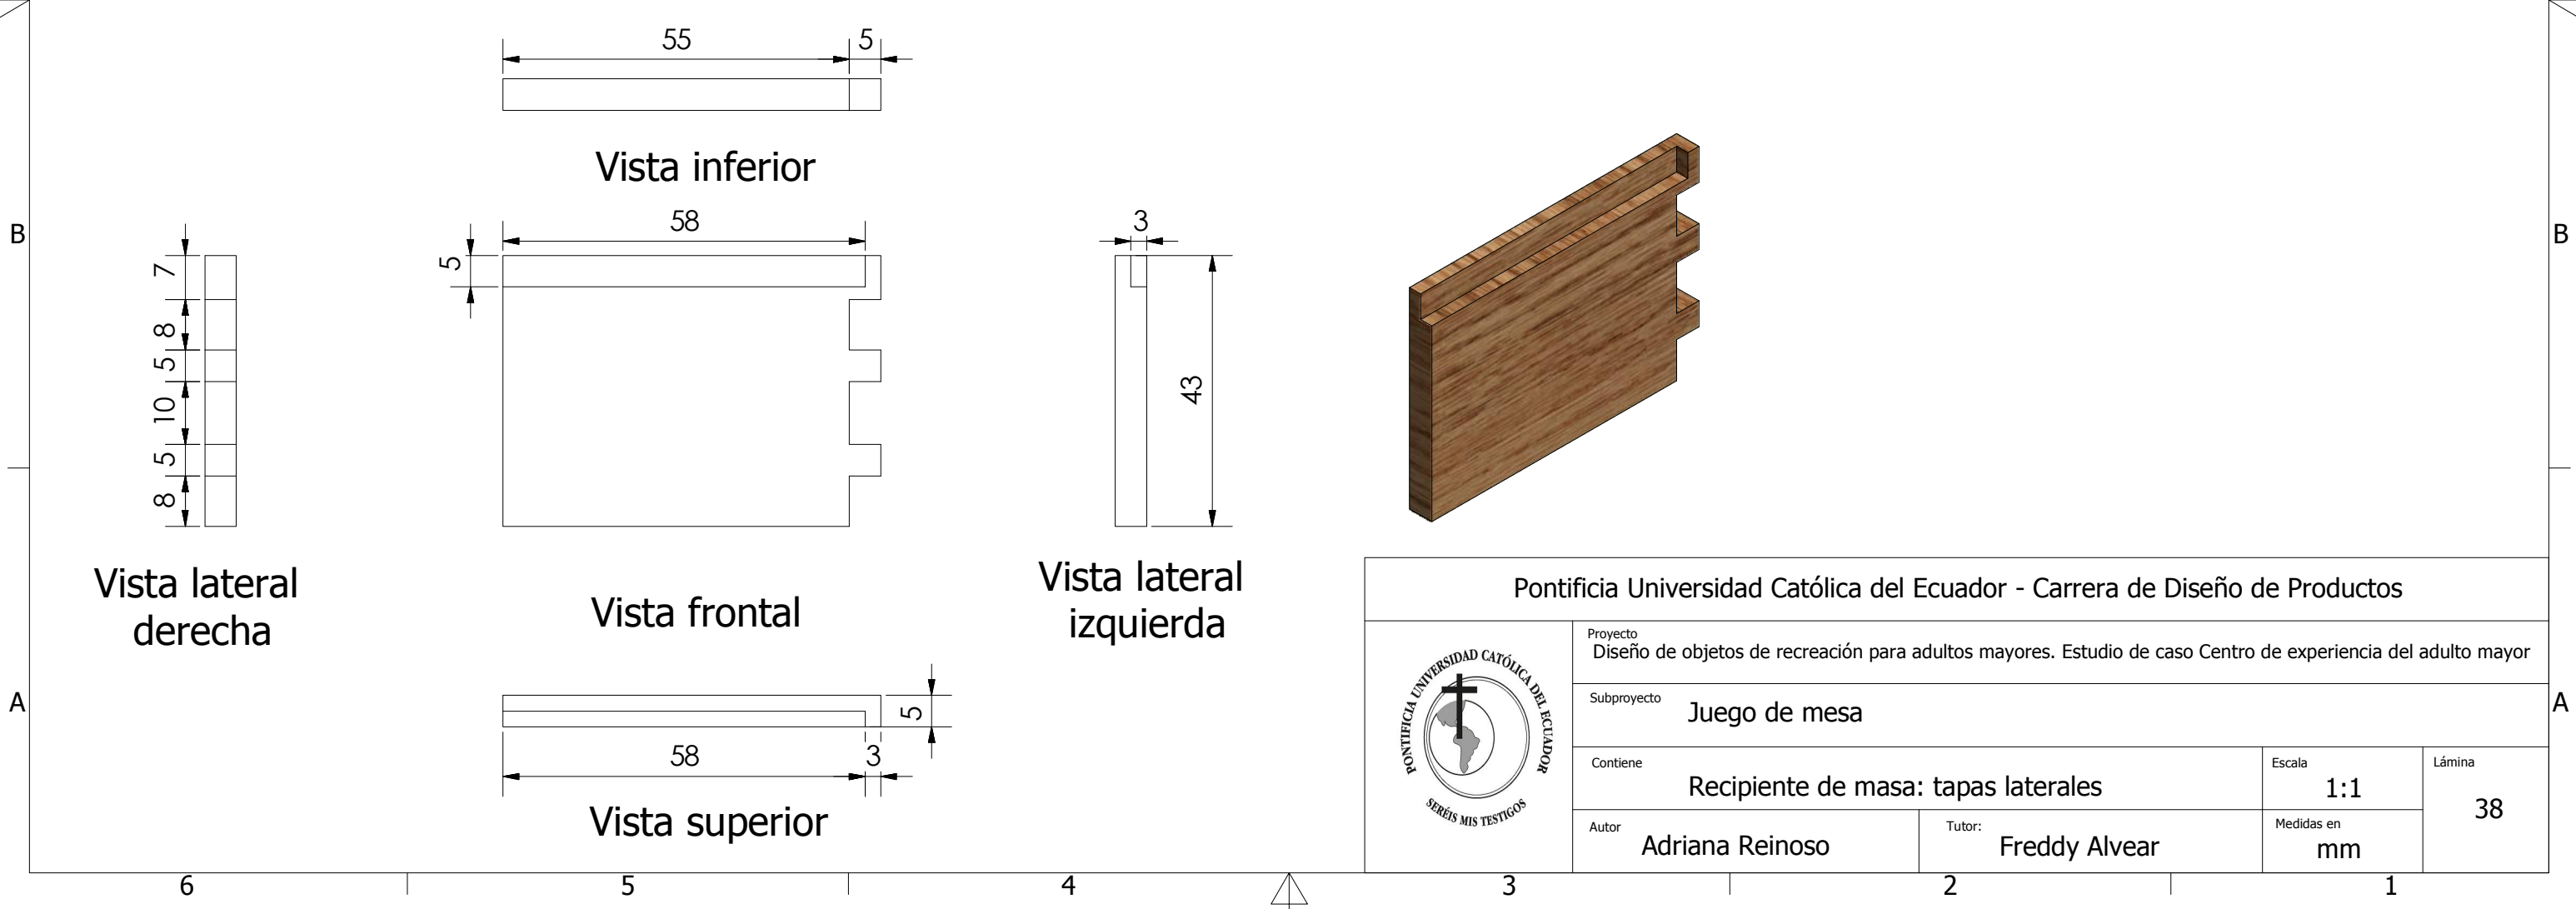 55
5
Vista inferior
B
B
58
3
5
7
8
5
10
5
8
43
Vista lateral
derecha
Vista frontal
Vista lateral
izquierda
58
3
5
Vista superior
A
A
Pontificia Universidad Católica del Ecuador - Carrera de Diseño de Productos
PONTIFICIA UNIVERSIDAD CATÓLICA DEL ECUADOR
SERÉIS MIS TESTIGOS
Proyecto
Diseño de objetos de recreación para adultos mayores. Estudio de caso Centro de experiencia del adulto mayor
Subproyecto
Juego de mesa
Contiene
Recipiente de masa: tapas laterales
Escala
1:1
Lámina
38
Autor
Adriana Reinoso
Tutor:
Freddy Alvear
Medidas en
mm
6
5
4
3
2
1